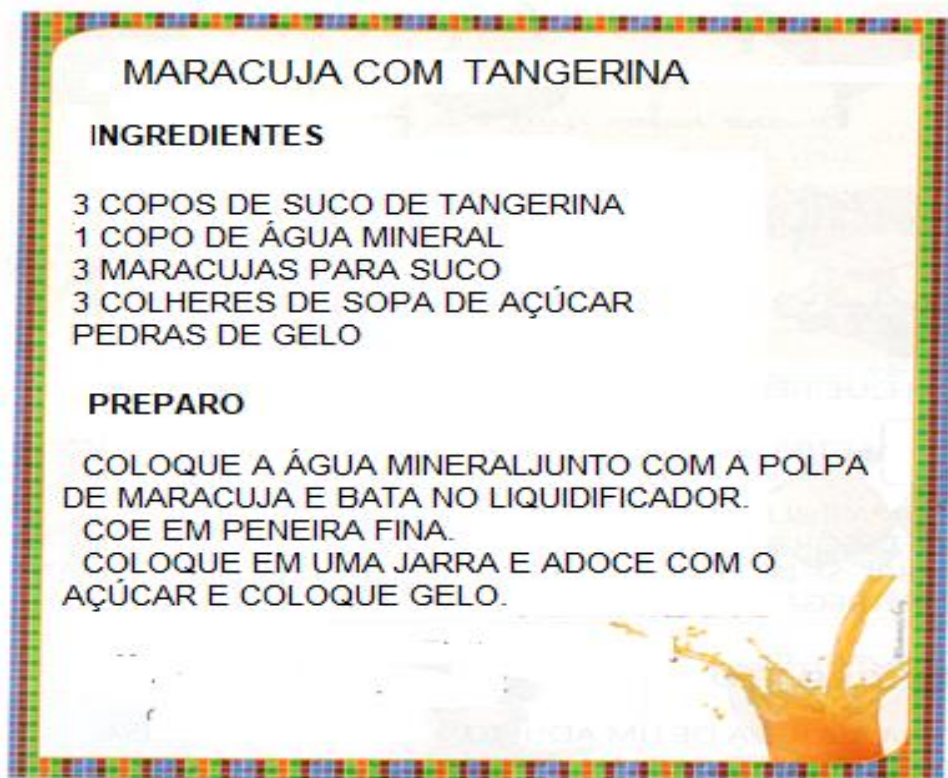 MARACUJA COM TANGERINA
INGREDIENTES
3 COPOS DE SUCO DE TANGERINA
1 COPO DE ÁGUA MINERAL
3 MARACUJAS PARA SUCO
3 COLHERES DE SOPA DE AÇÚCAR
PEDRAS DE GELO
PREPARO
COLOQUE A ÁGUA MINERALJUNTO COM A POLPA
DE MARACUJA E BATA NO LIQUIDIFICADOR.
COE EM PENEIRA FINA.
COLOQUE EM UMA JARRA E ADOCE COM O
AÇÚCAR E COLOQUE GELO.